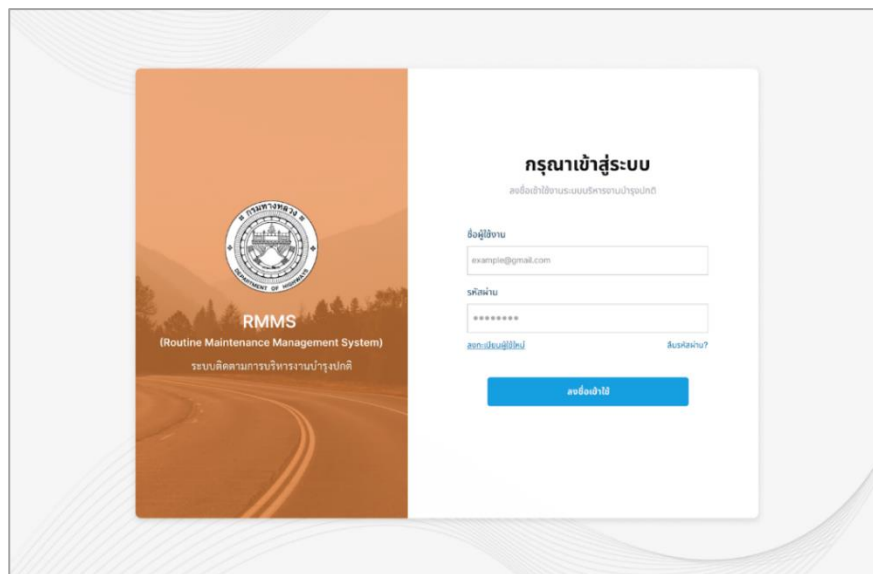 กรมทางหลวง
DEPARTMENT OF HIGHWAYS
RMMS
(Routine Maintenance Management System)
ระบบติดตามการบริหารงานบำรุงปกติ
กรุณาเข้าสู่ระบบ
ลงชื่อเข้าใช้งานระบบบริหารงานบำรุงปกติ
ชื่อผู้ใช้งาน
example@gmail.com
รหัสผ่าน
ลงทะเบียนผู้ใช้ใหม่ ลืมรหัสผ่าน?
ลงชื่อเข้าใช้